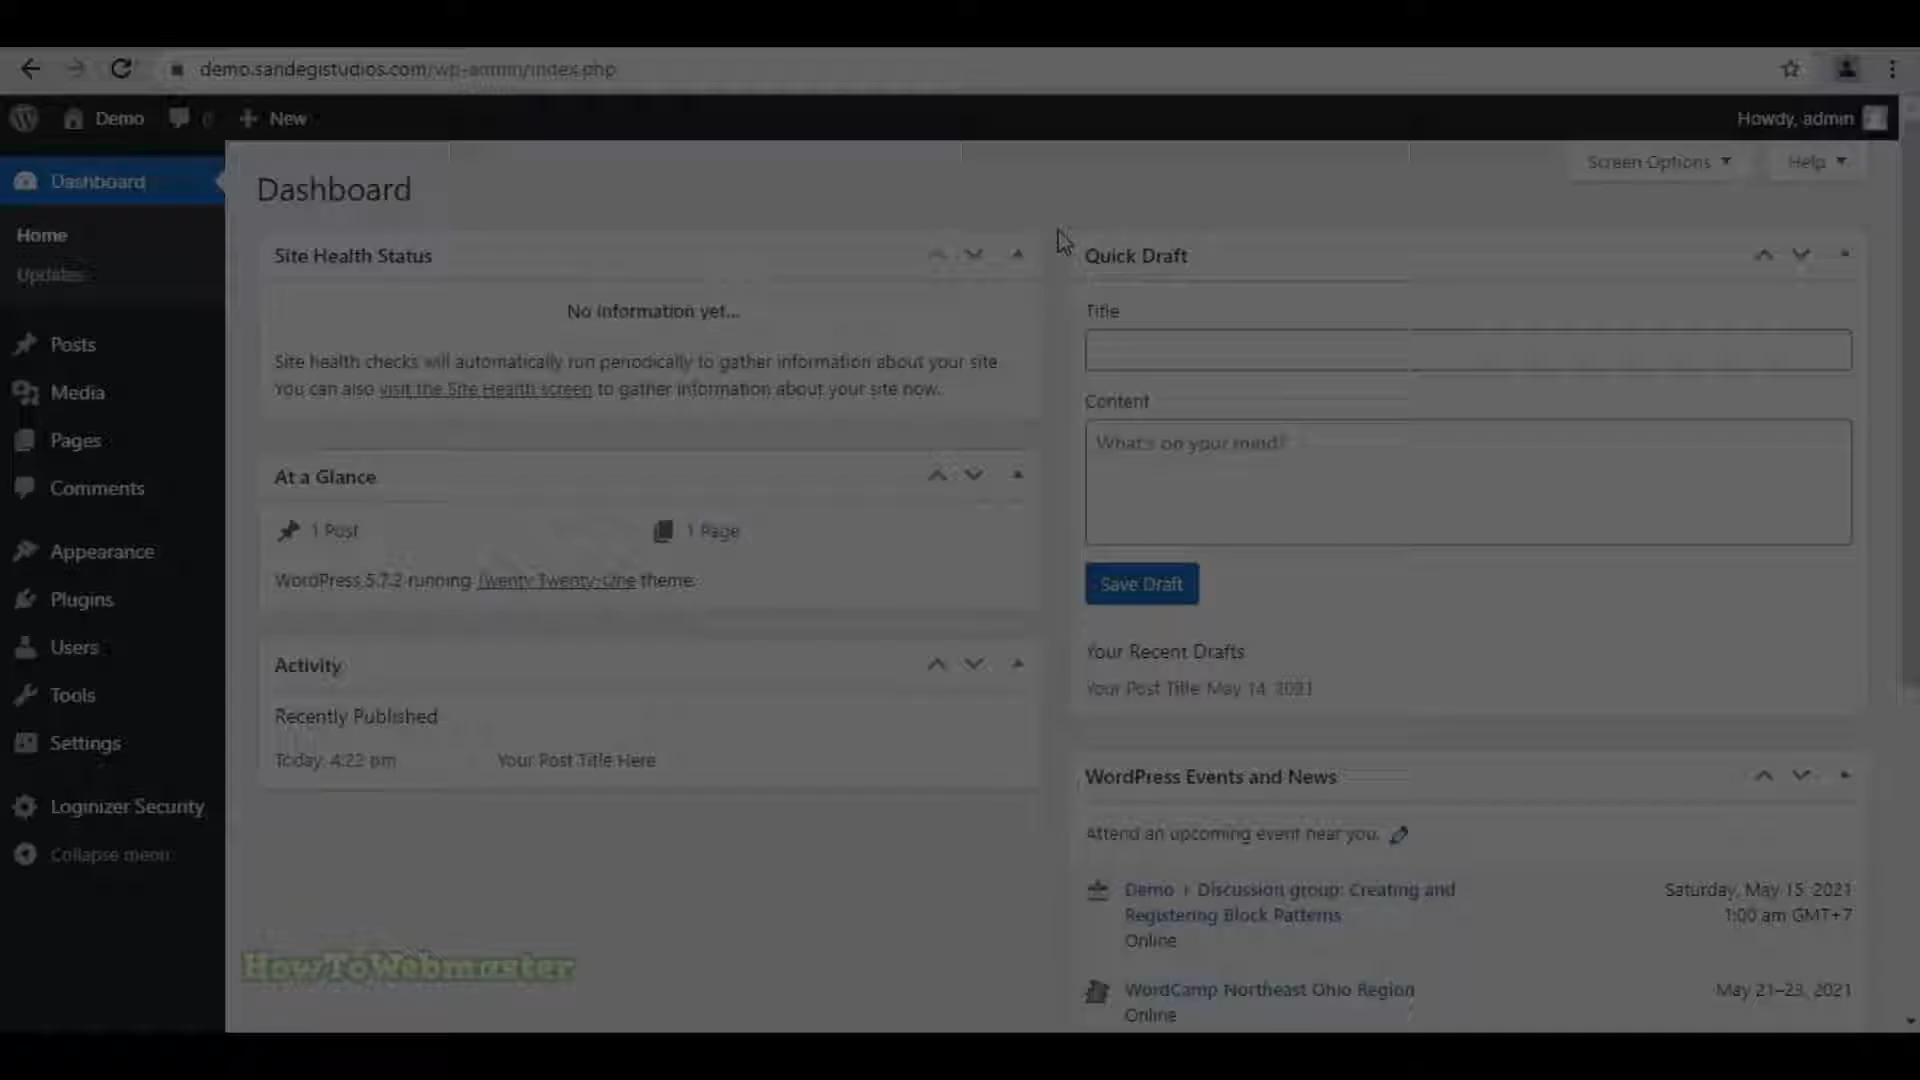 demo.sandegistudios.com/wp-admin/index.php
Demo 0 New
Howdy, admin
Dashboard
Home
Updates
Posts
Media
Pages
Comments
Appearance
Plugins
Users
Tools
Settings
Loginizer Security
Collapse menu
Screen Options
Help
Dashboard
Site Health Status
No information yet...
Site health checks will automatically run periodically to gather information about your site
You can also visit the Site Health screen to gather information about your site now.
At a Glance
1 Post
1 Page
WordPress 5.7.2 running Twenty Twenty-One theme.
Activity
Recently Published
Today, 4:22 pm
Your Post Title Here
Quick Draft
Title
Content
What's on your mind?
Save Draft
Your Recent Drafts
Your Post Title May 14, 2021
WordPress Events and News
Attend an upcoming event near you.
Demo
Discussion group: Creating and
Registering Block Patterns
Online
Saturday, May 15, 2021
1:00 am GMT+7
WordCamp Northeast Ohio Region
Online
May 21–23, 2021
HowToWebmaster